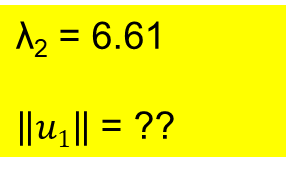 λ₂ = 6.61
‖u₁‖ = ??